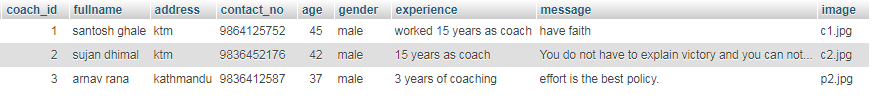 coach_id fullname address contact_no age gender experience message image
1 santosh ghale ktm 9864125752 45 male worked 15 years as coach have faith c1.jpg
2 sujan dhimal ktm 9836452176 42 male 15 years as coach You do not have to explain victory and you can not... c2.jpg
3 arnav rana kathmandu 9836412587 37 male 3 years of coaching effort is the best policy. p2.jpg